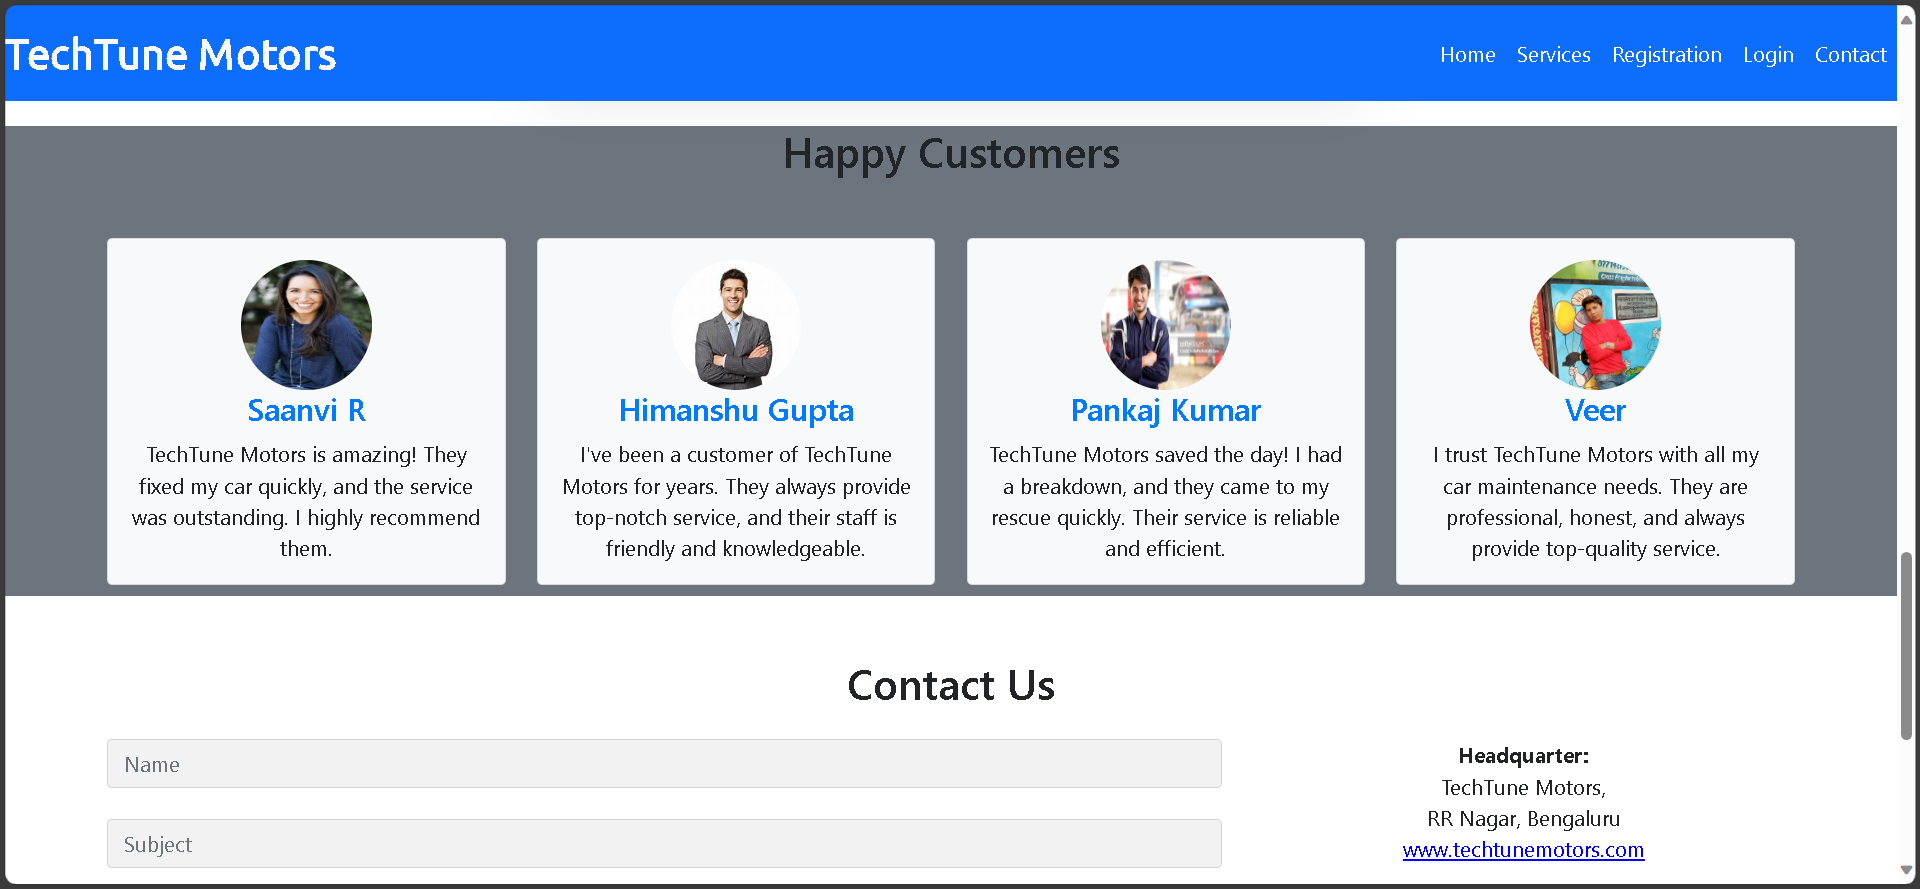 TechTune Motors
Home Services Registration Login Contact
Happy Customers
Saanvi R
TechTune Motors is amazing! They
fixed my car quickly, and the service
was outstanding. I highly recommend
them.
Himanshu Gupta
I've been a customer of TechTune
Motors for years. They always provide
top-notch service, and their staff is
friendly and knowledgeable.
Pankaj Kumar
TechTune Motors saved the day! I had
a breakdown, and they came to my
rescue quickly. Their service is reliable
and efficient.
Veer
I trust TechTune Motors with all my
car maintenance needs. They are
professional, honest, and always
provide top-quality service.
Contact Us
Name
Subject
Headquarter:
TechTune Motors,
RR Nagar, Bengaluru
www.techtunemotors.com